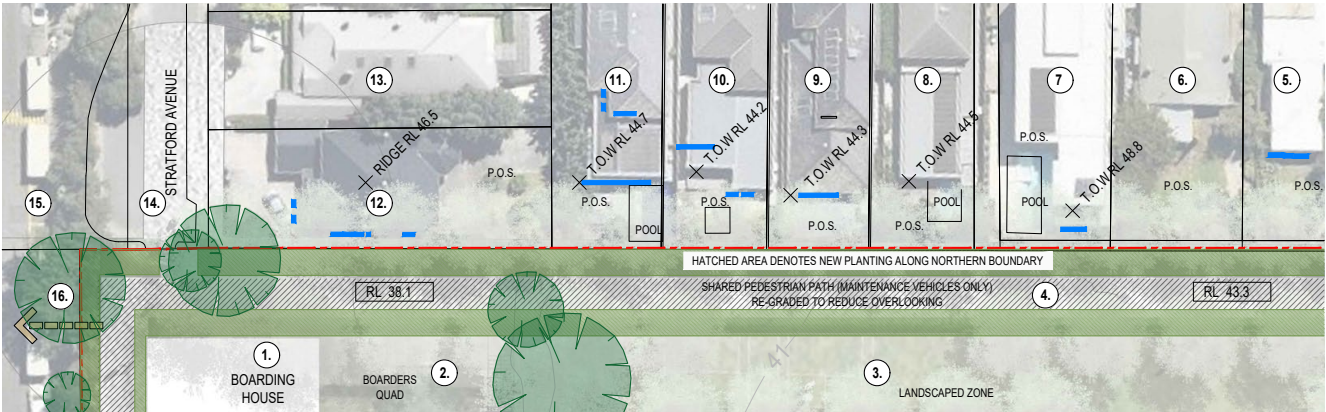 13.
11.
10.
9.
8.
7
6.
5.
STRATFORD AVENUE
RIDGE RL 46.5
T.O.W RL 44.7
T.O.W RL 44.2
T.O.W RL 44.3
T.O.W RL 44.5
P.O.S.
T.O.W RL 48.8
P.O.S.
P.O.S.
P.O.S.
15.
14.
12.
P.O.S.
P.O.S.
POOL
POOL
POOL
P.O.S.
P.O.S.
HATCHED AREA DENOTES NEW PLANTING ALONG NORTHERN BOUNDARY
16.
RL 38.1
SHARED PEDESTRIAN PATH (MAINTENANCE VEHICLES ONLY)
RE-GRADED TO REDUCE OVERLOOKING
4.
RL 43.3
1.
BOARDING
HOUSE
BOARDERS
QUAD
2.
41
3.
LANDSCAPED ZONE